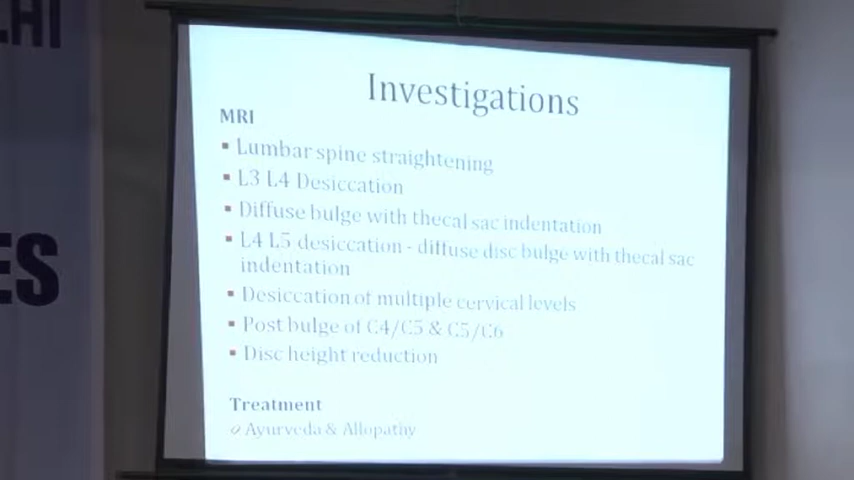 LHI
ES
Investigations
MRI
▪ Lumbar spine straightening
▪ L3 L4 Desiccation
▪ Diffuse bulge with thecal sac indentation
▪ L4 L5 desiccation - diffuse disc bulge with thecal sac
indentation
▪ Desiccation of multiple cervical levels
▪ Post bulge of C4/C5 & C5/C6
▪ Disc height reduction
Treatment
✓ Ayurveda & Allopathy